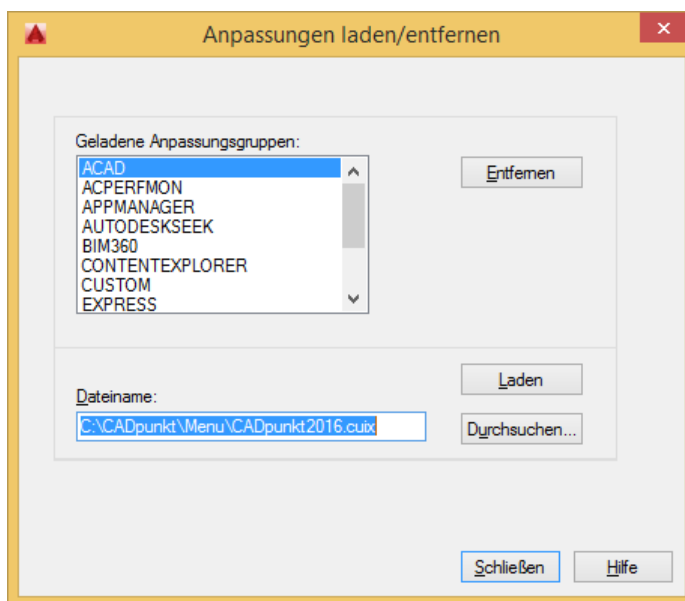 Anpassungen laden/entfernen
Geladene Anpassungsgruppen:
ACAD
ACPERFMON
APPMANAGER
AUTODESKSEEK
BIM360
CONTENTEXPLORER
CUSTOM
EXPRESS
Entfernen
Laden
Dateiname:
C:\CADpunkt\Menu\CADpunkt2016.cuix
Durchsuchen...
Schließen
Hilfe